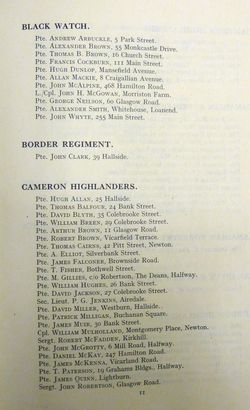 BLACK WATCH.
Pte. ANDREW ARBUCKLE, 5 Park Street.
Pte. ALEXANDER BROWN, 55 Monkcastle Drive.
Pte. THOMAS B. BROWN, 16 Church Street.
Pte. FRANCIS COCKBURN, 111 Main Street.
Pte. HUGH DUNLOP, Mansefield Avenue.
Pte. ALLAN MACKIE, 8 Craigallian Avenue.
Pte. JOHN MCALPINE, 468 Hamilton Road.
L./Cpl. JOHN H. MCGOWAN, Morriston Farm.
Pte. GEORGE NEILSON, 60 Glasgow Road.
Pte. ALEXANDER SMITH, Whitehouse, Loanend.
Pte. JOHN WHYTE, 255 Main Street.
BORDER REGIMENT.
Pte. JOHN CLARK, 39 Hallside.
CAMERON HIGHLANDERS.
Pte. HUGH ALLAN, 25 Hallside.
Pte. THOMAS BALFOUR, 24 Bank Street.
Pte. DAVID BLYTH, 35 Colebrooke Street.
Pte. WILLIAM BREEN, 29 Colebrooke Street.
Pte. ARTHUR BROWN, 11 Glasgow Road.
Pte. ROBERT BROWN, Vicarfield Terrace.
Pte. THOMAS CAIRNS, 42 Pitt Street, Newton.
Pte. A. ELLIOT, Silverbank Street.
Pte. JAMES FALCONER, Brownside Road.
Pte. T. FISHER, Bothwell Street.
Pte. M. GILLIES, c/o Robertson, The Deans, Halfway.
Pte. WILLIAM HUGHES, 26 Bank Street.
Pte. DAVID JACKSON, 27 Colebrooke Street.
Sec. Lieut. P. G. JENKINS, Airedale.
Pte. DAVID MILLER, Westburn, Hallside.
Pte. PATRICK MILLIGAN, Buchanan Square.
Pte. JAMES MUIR, 30 Bank Street.
Cpl. WILLIAM MULHOLLAND, Montgomery Place, Newton.
Sergt. ROBERT MCFADDEN, Kirkhill.
Pte. JOHN MCGROTTY, 6 Mill Road, Halfway.
Pte. DANIEL MCKAY, 247 Hamilton Road.
Pte. JAMES MCKENNA, Vicarland Road.
Pte. T. PATERSON, 19 Grahams Bldg., Halfway.
Pte. JAMES QUINN, Lightburn.
Sergt. JOHN ROBERTSON, Glasgow Road.
11